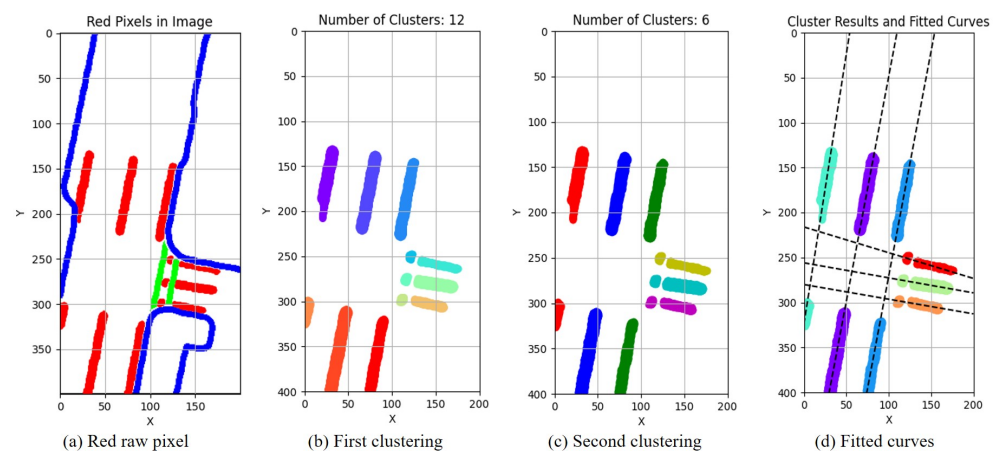 Red Pixels in Image
Number of Clusters: 12
Number of Clusters: 6
Cluster Results and Fitted Curves
0
50
100
150
200
250
300
350
Y
0 50 100 150
X
0
50
100
150
200
250
300
350
400
Y
0 50 100 150 200
X
0
50
100
150
200
250
300
350
400
Y
0 50 100 150 200
X
0
50
100
150
200
250
300
350
400
Y
0 50 100 150 200
X
(a) Red raw pixel
(b) First clustering
(c) Second clustering
(d) Fitted curves